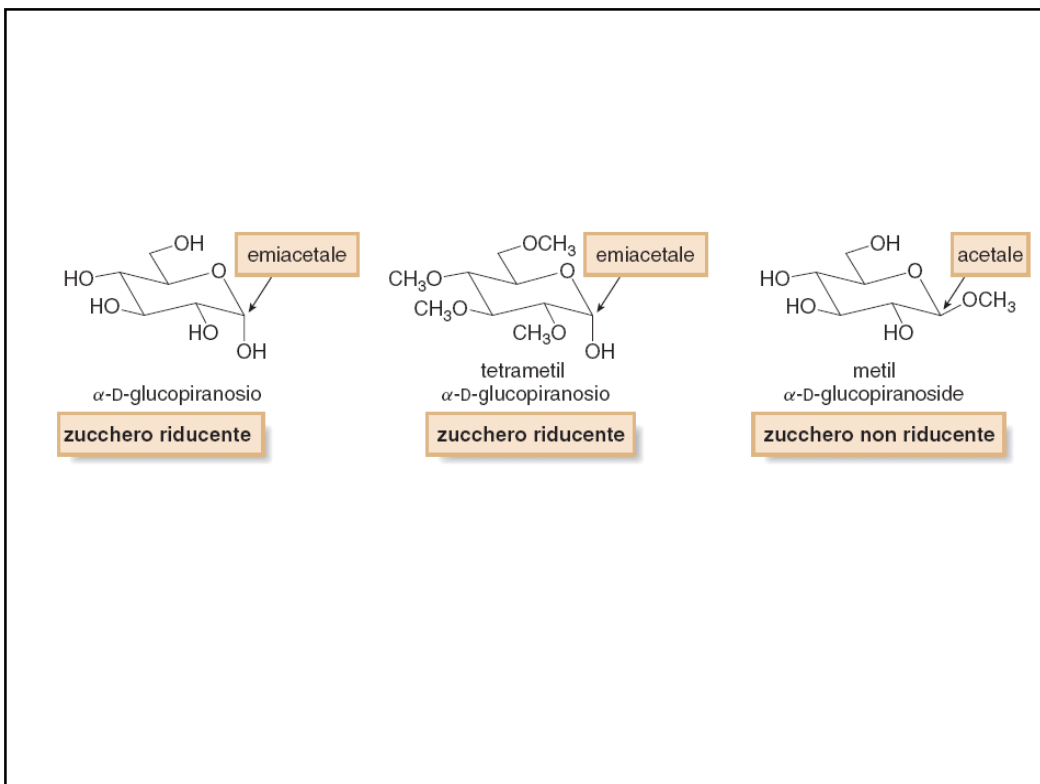 OH
emiacetale
O
HO
HO
HO
OH
α-D-glucopiranosio
zucchero riducente
OCH3
emiacetale
O
CH3O
CH3O
CH3O
OH
tetrametil
α-D-glucopiranosio
zucchero riducente
OH
acetale
O
HO
HO
OCH3
HO
metil
α-D-glucopiranoside
zucchero non riducente